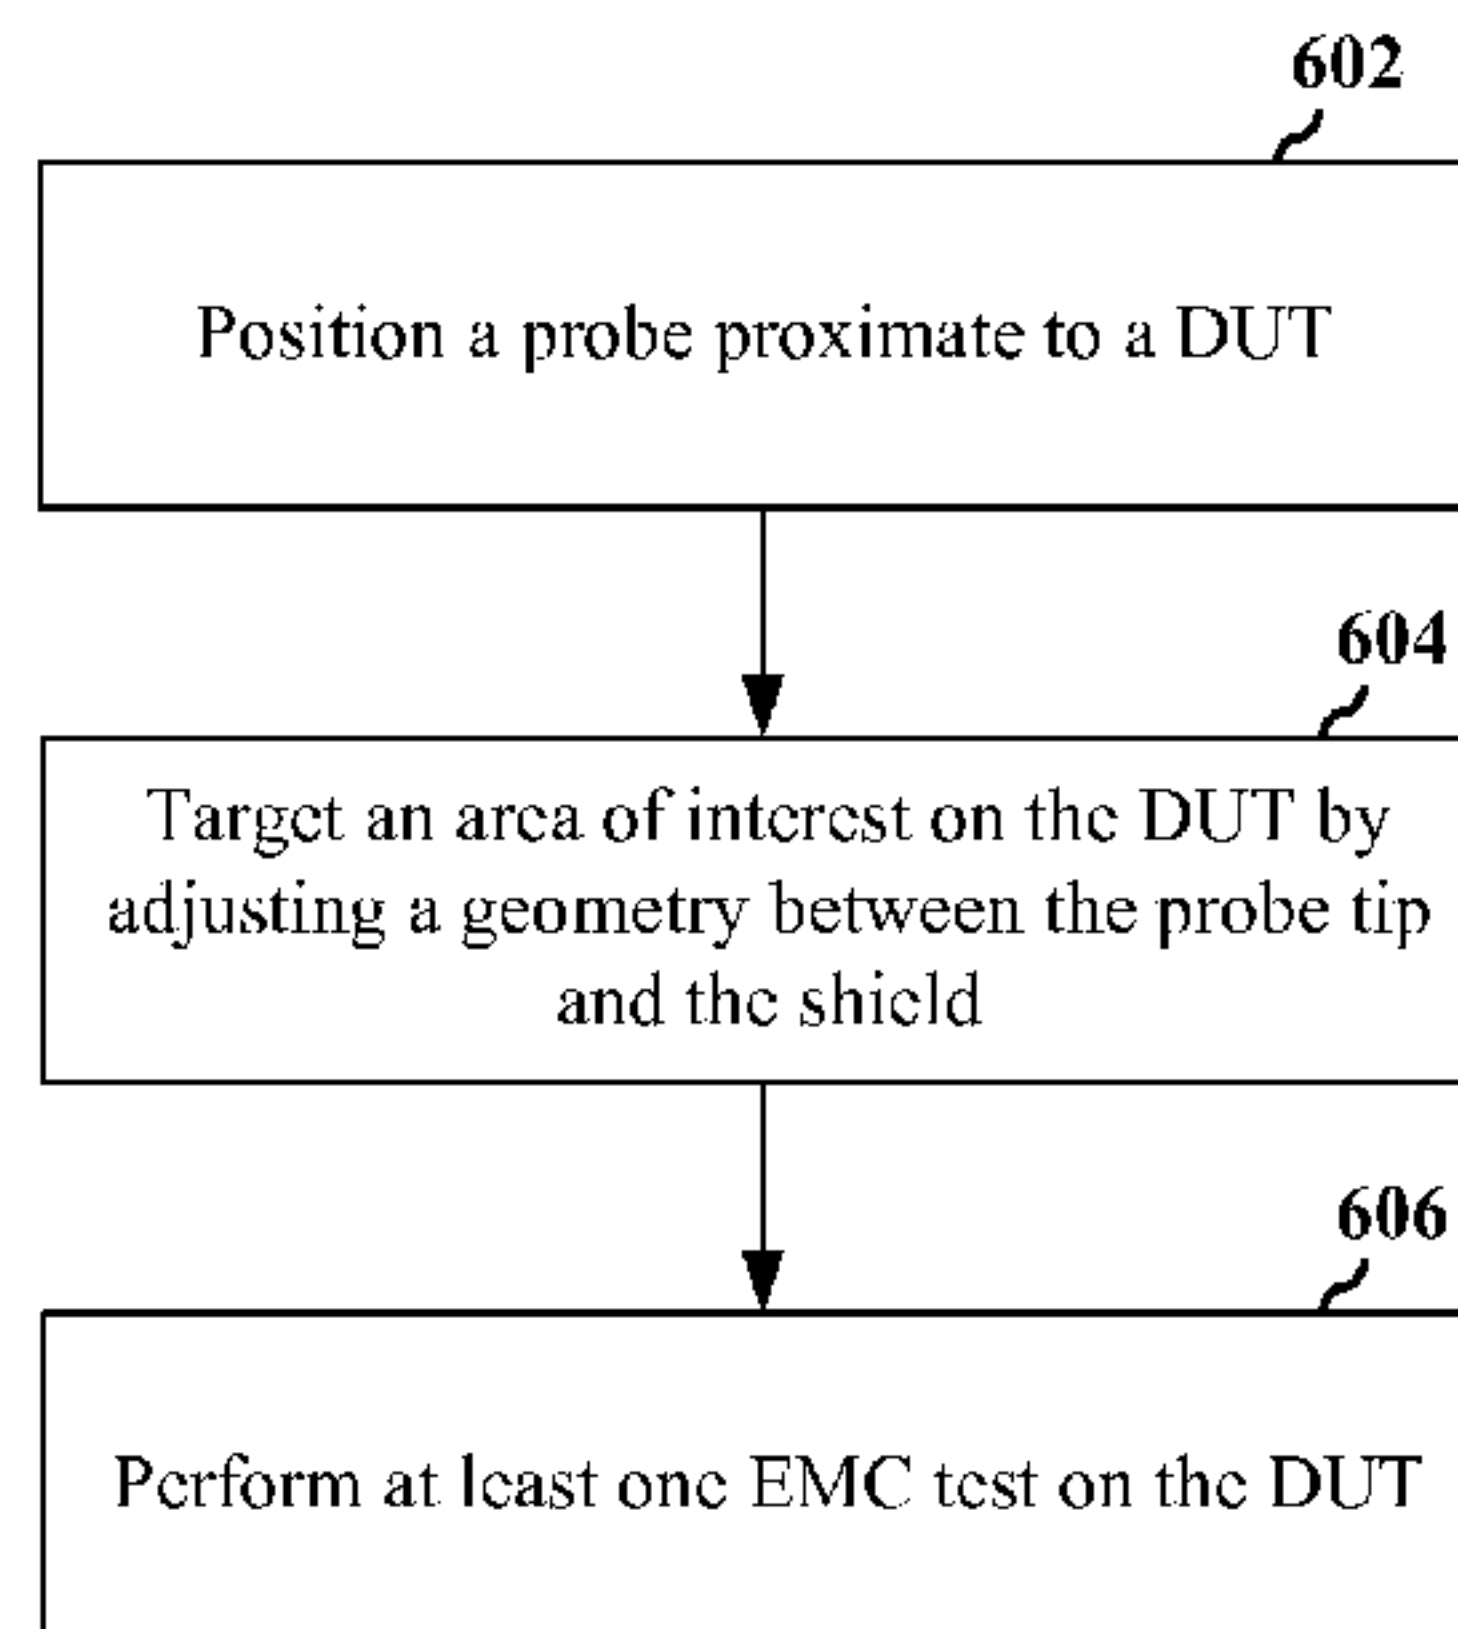 602
Position a probe proximate to a DUT
604
Target an area of interest on the DUT by
adjusting a geometry between the probe tip
and the shield
606
Perform at least one EMC test on the DUT